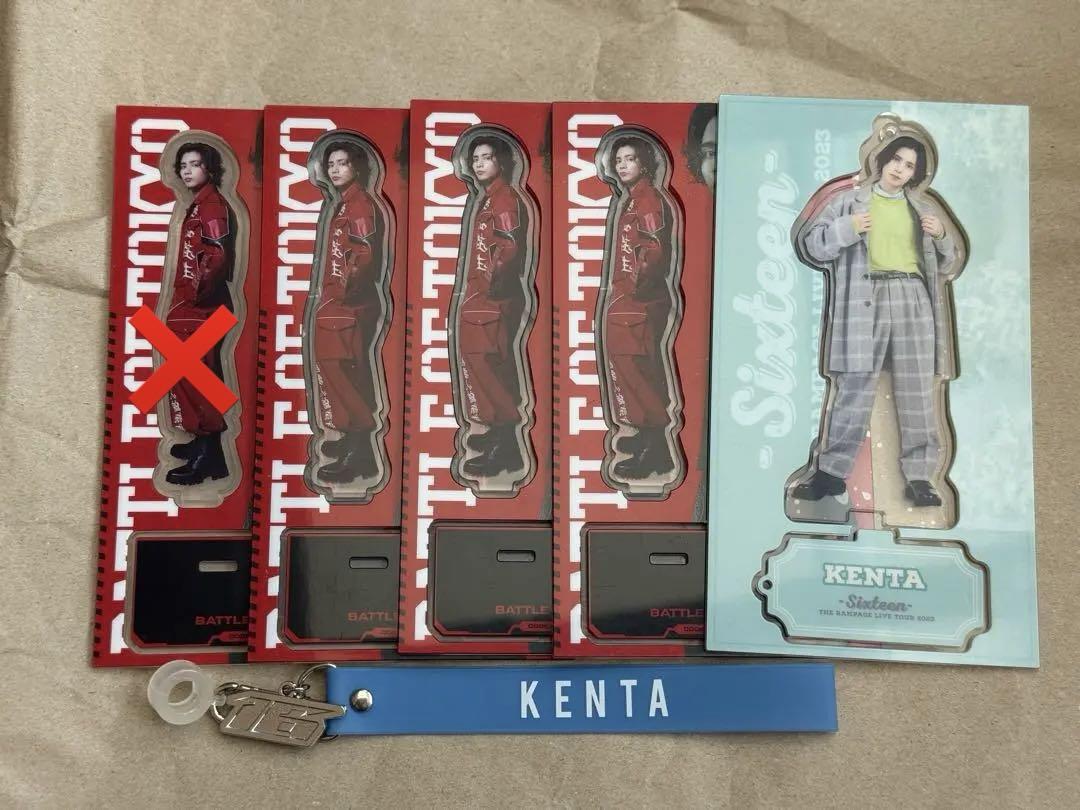 BATTLE OF TOKYO
BATTLE OF TOKYO
BATTLE OF TOKYO
BATTLE OF TOKYO
- Sixteen -
2023
BATTLE
BATTLE
BATTLE
BATTLE
KENTA
- Sixteen -
THE RAMPAGE LIVE TOUR 2023
16
KENTA